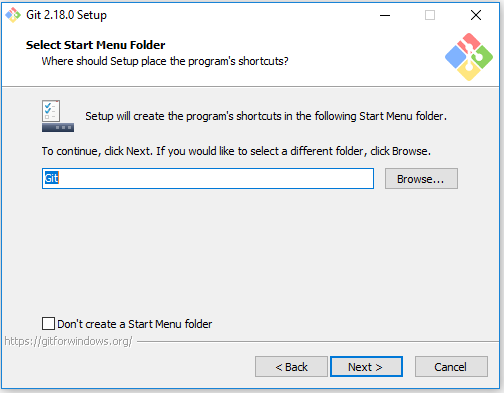 Git 2.18.0 Setup
Select Start Menu Folder
Where should Setup place the program's shortcuts?
Setup will create the program's shortcuts in the following Start Menu folder.
To continue, click Next. If you would like to select a different folder, click Browse.
Git
Browse...
Don't create a Start Menu folder
https://gitforwindows.org/
< Back
Next >
Cancel